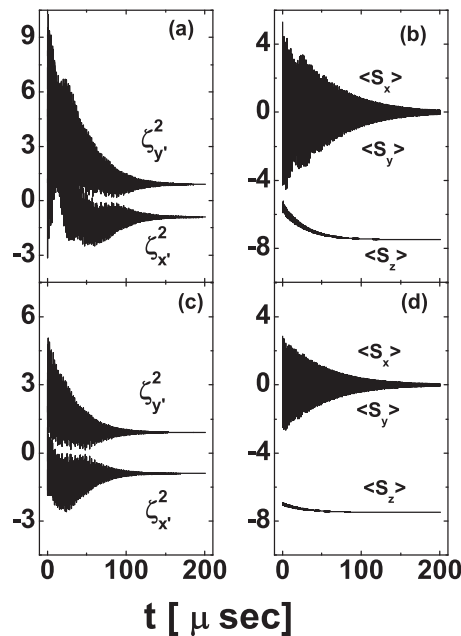 (a)
(b)
9
6
3
0
-3
ζ²y'
ζ²x'
4
0
-4
-8
<Sx>
<Sy>
<Sz>
(c)
(d)
6
3
0
-3
ζ²y'
ζ²x'
4
0
-4
-8
<Sx>
<Sy>
<Sz>
0 100 200
0 100 200
t [ μ sec]